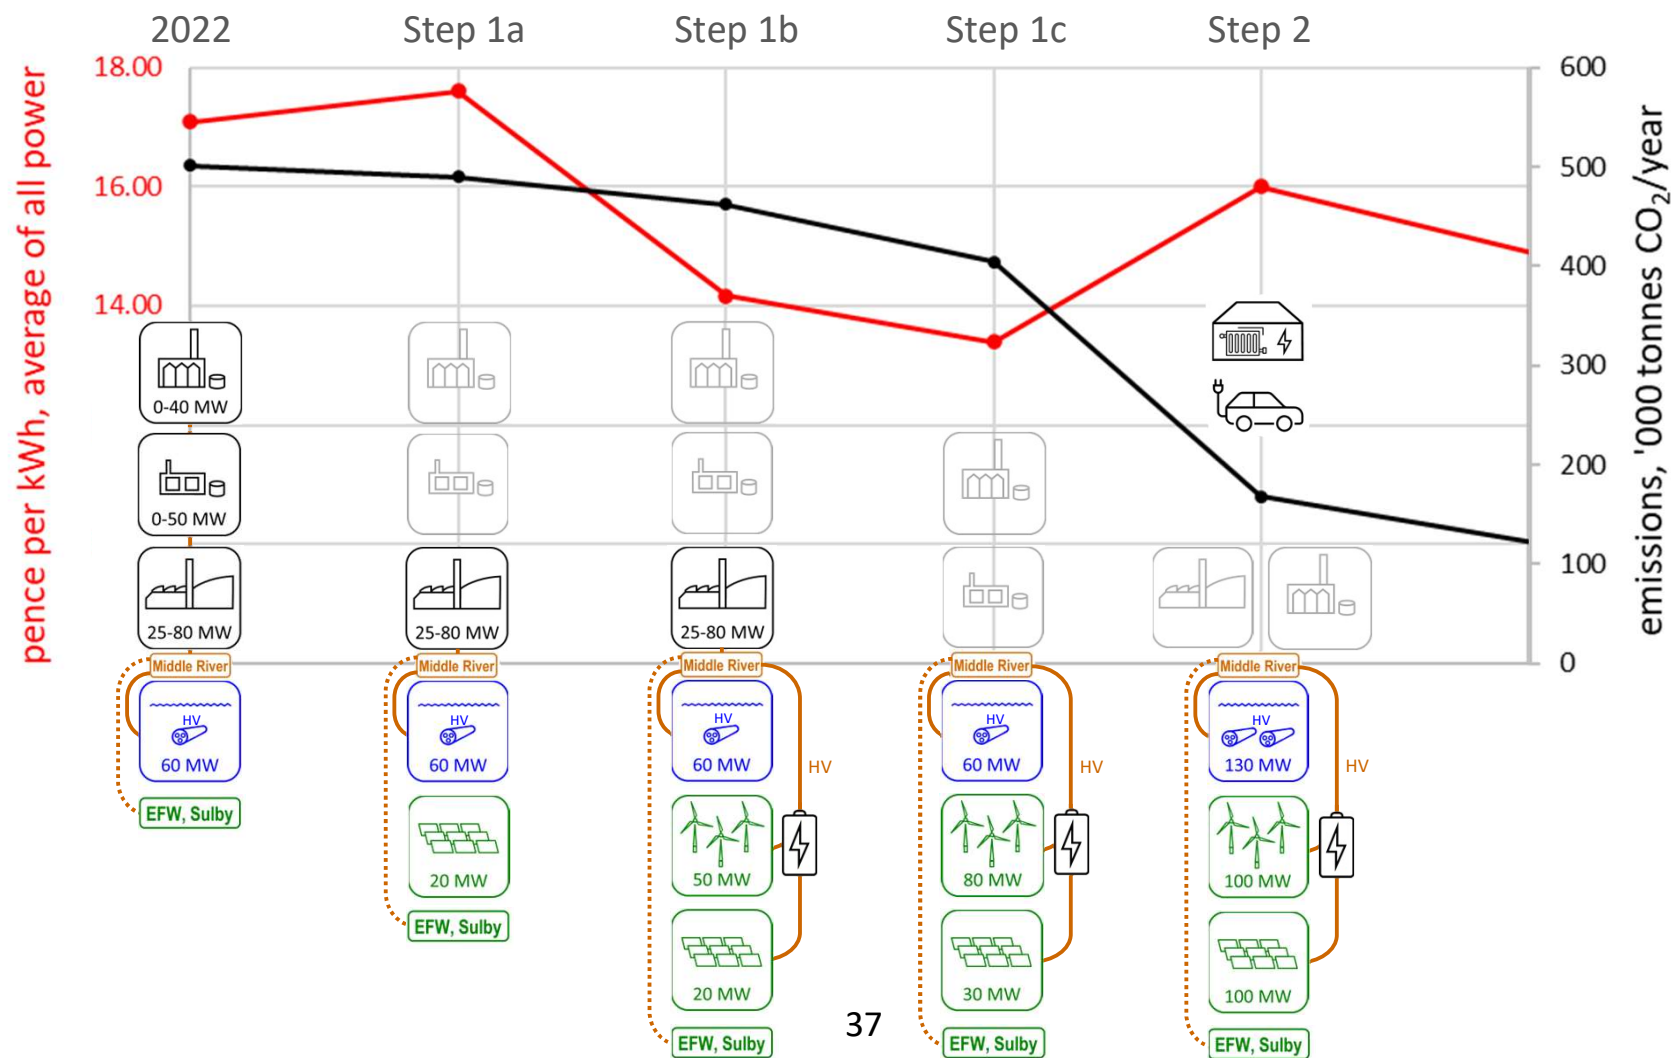 2022
Step 1a
Step 1b
Step 1c
Step 2
pence per kWh, average of all power
18.00
16.00
14.00
600
500
400
300
200
100
0
emissions, '000 tonnes CO₂/year
0-40 MW
0-50 MW
25-80 MW
25-80 MW
25-80 MW
Middle River
Middle River
Middle River
Middle River
Middle River
HV
60 MW
HV
60 MW
HV
60 MW
HV
60 MW
HV
130 MW
HV
HV
HV
EFW, Sulby
20 MW
EFW, Sulby
50 MW
20 MW
EFW, Sulby
80 MW
30 MW
EFW, Sulby
100 MW
100 MW
EFW, Sulby
37